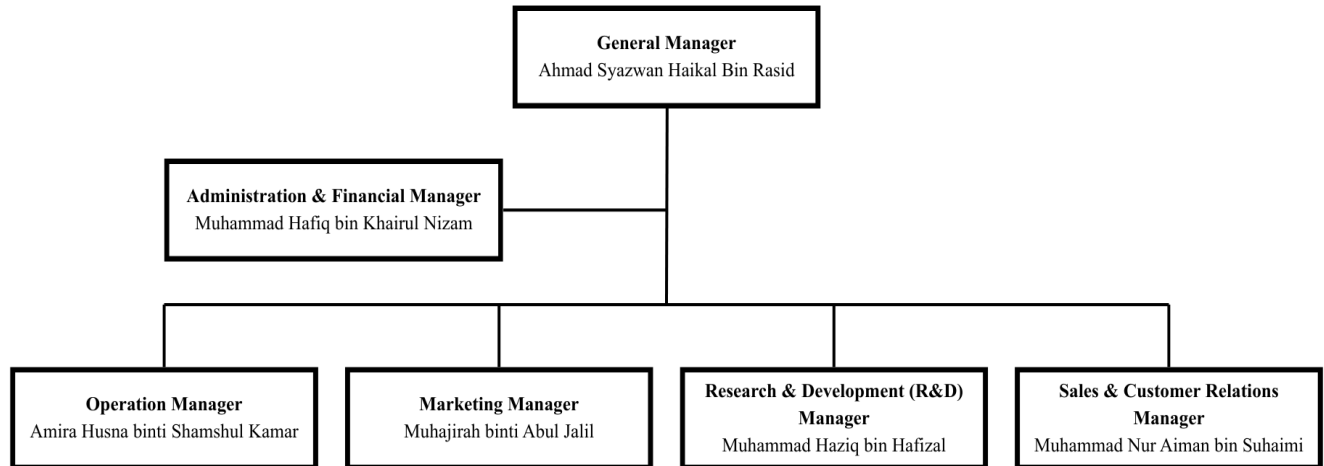 General Manager
Ahmad Syazwan Haikal Bin Rasid
Administration & Financial Manager
Muhammad Hafiq bin Khairul Nizam
Operation Manager
Amira Husna binti Shamshul Kamar
Marketing Manager
Muhajirah binti Abul Jalil
Research & Development (R&D)
Manager
Muhammad Haziq bin Hafizal
Sales & Customer Relations
Manager
Muhammad Nur Aiman bin Suhaimi